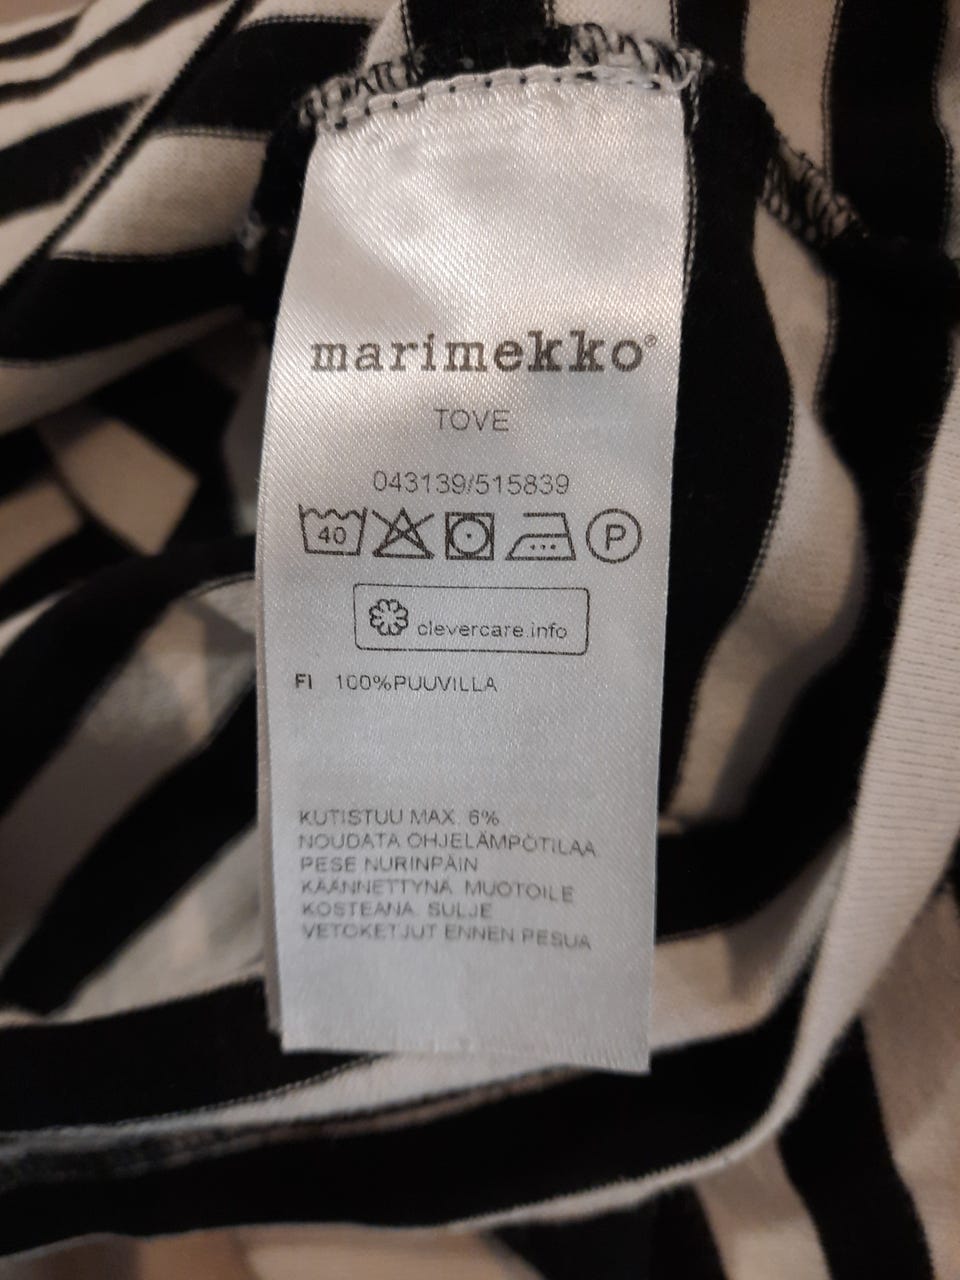 marimekko®
TOVE
043139/515839
40 P
clevercare.info
FI 100%PUUVILLA
KUTISTUU MAX. 6%
NOUDATA OHJELÄMPÖTILAA
PESE NURINPÄIN
KÄÄNNETTYNÄ. MUOTOILE
KOSTEANA. SULJE
VETOKETJUT ENNEN PESUA